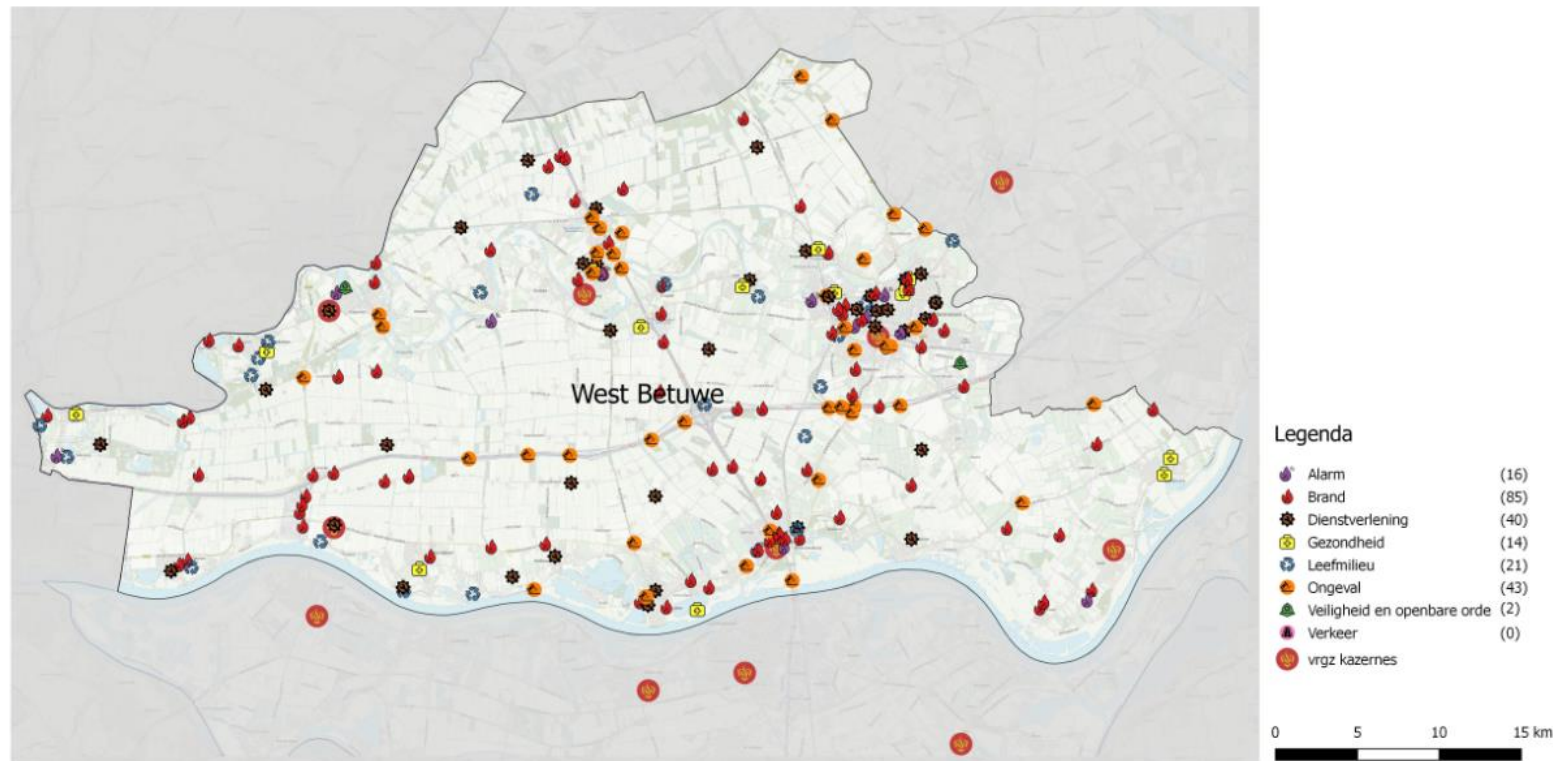 West Betuwe
Legenda
Alarm (16)
Brand (85)
Dienstverlening (40)
Gezondheid (14)
Leefmilieu (21)
Ongeval (43)
Veiligheid en openbare orde (2)
Verkeer (0)
vrgz kazernes
0 5 10 15 km